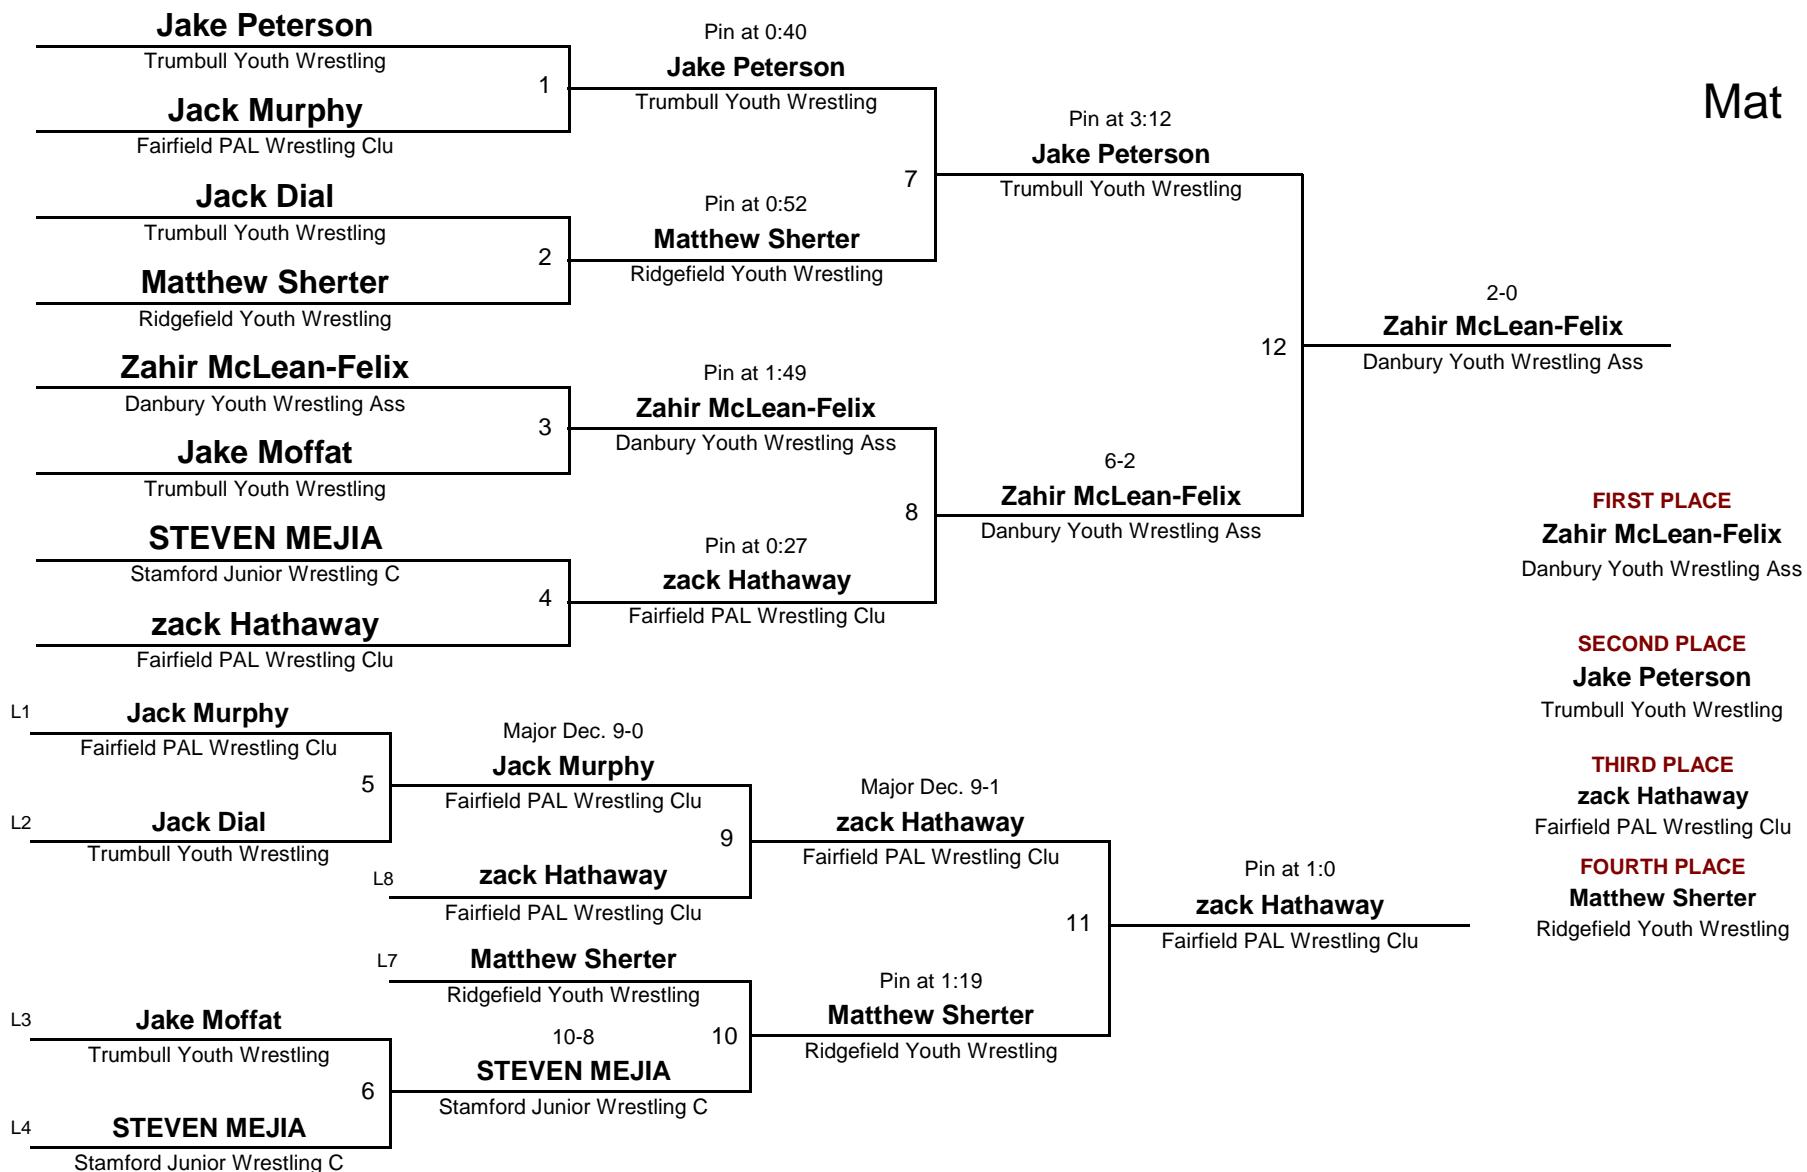 Jake Peterson
Trumbull Youth Wrestling
1
Jack Murphy
Fairfield PAL Wrestling Clu
Jack Dial
Trumbull Youth Wrestling
2
Matthew Sherter
Ridgefield Youth Wrestling
Zahir McLean-Felix
Danbury Youth Wrestling Ass
3
Jake Moffat
Trumbull Youth Wrestling
STEVEN MEJIA
Stamford Junior Wrestling C
4
zack Hathaway
Fairfield PAL Wrestling Clu
Pin at 0:40
Jake Peterson
Trumbull Youth Wrestling
7
Pin at 0:52
Matthew Sherter
Ridgefield Youth Wrestling
Pin at 1:49
Zahir McLean-Felix
Danbury Youth Wrestling Ass
8
Pin at 0:27
zack Hathaway
Fairfield PAL Wrestling Clu
Pin at 3:12
Jake Peterson
Trumbull Youth Wrestling
12
6-2
Zahir McLean-Felix
Danbury Youth Wrestling Ass
2-0
Zahir McLean-Felix
Danbury Youth Wrestling Ass
Mat
FIRST PLACE
Zahir McLean-Felix
Danbury Youth Wrestling Ass
SECOND PLACE
Jake Peterson
Trumbull Youth Wrestling
THIRD PLACE
zack Hathaway
Fairfield PAL Wrestling Clu
FOURTH PLACE
Matthew Sherter
Ridgefield Youth Wrestling
L1
Jack Murphy
Fairfield PAL Wrestling Clu
5
L2
Jack Dial
Trumbull Youth Wrestling
Major Dec. 9-0
Jack Murphy
Fairfield PAL Wrestling Clu
9
L8
zack Hathaway
Fairfield PAL Wrestling Clu
L7
Matthew Sherter
Ridgefield Youth Wrestling
10
L3
Jake Moffat
Trumbull Youth Wrestling
6
L4
STEVEN MEJIA
Stamford Junior Wrestling C
10-8
STEVEN MEJIA
Stamford Junior Wrestling C
Major Dec. 9-1
zack Hathaway
Fairfield PAL Wrestling Clu
11
Pin at 1:19
Matthew Sherter
Ridgefield Youth Wrestling
Pin at 1:0
zack Hathaway
Fairfield PAL Wrestling Clu